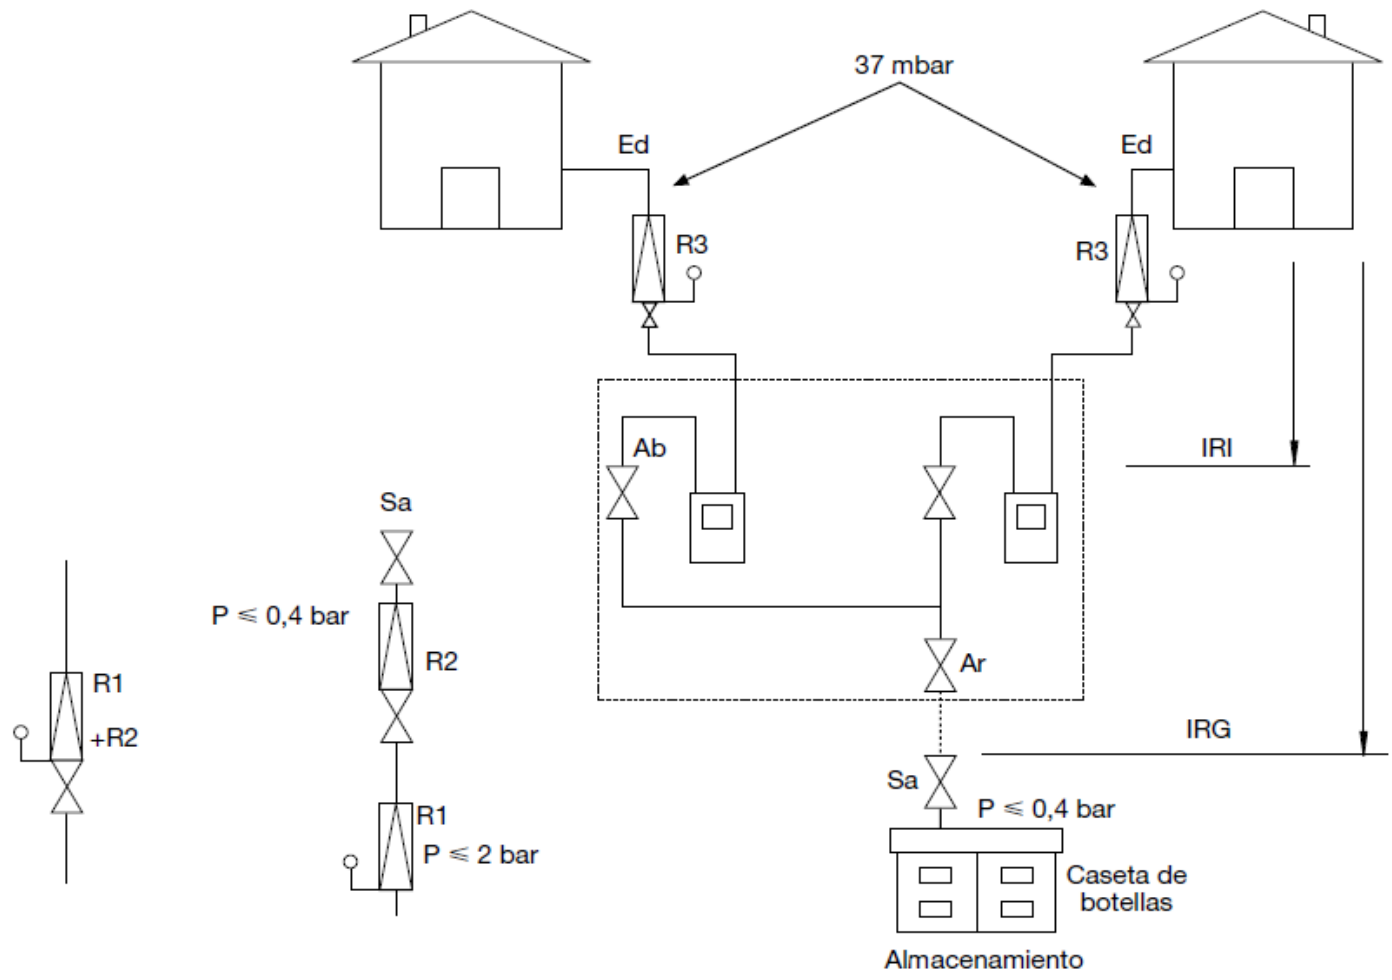 37 mbar
Ed
Ed
R3
R3
Ab
IRI
Sa
P ⩽ 0,4 bar
R2
Ar
R1
+R2
IRG
Sa
P ⩽ 0,4 bar
R1
P ⩽ 2 bar
Caseta de
botellas
Almacenamiento